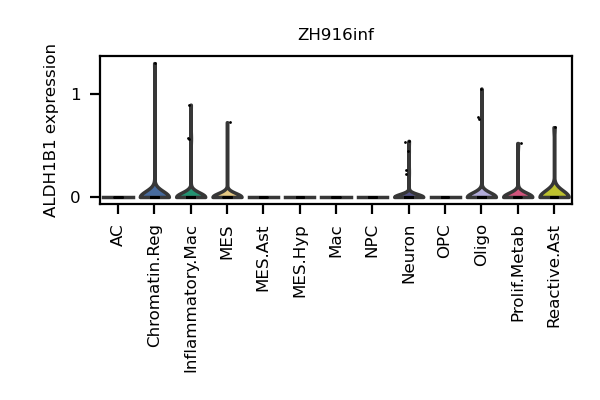 ZH916inf
ALDH1B1 expression
1
0
AC
Chromatin.Reg
Inflammatory.Mac
MES
MES.Ast
MES.Hyp
Mac
NPC
Neuron
OPC
Oligo
Prolif.Metab
Reactive.Ast